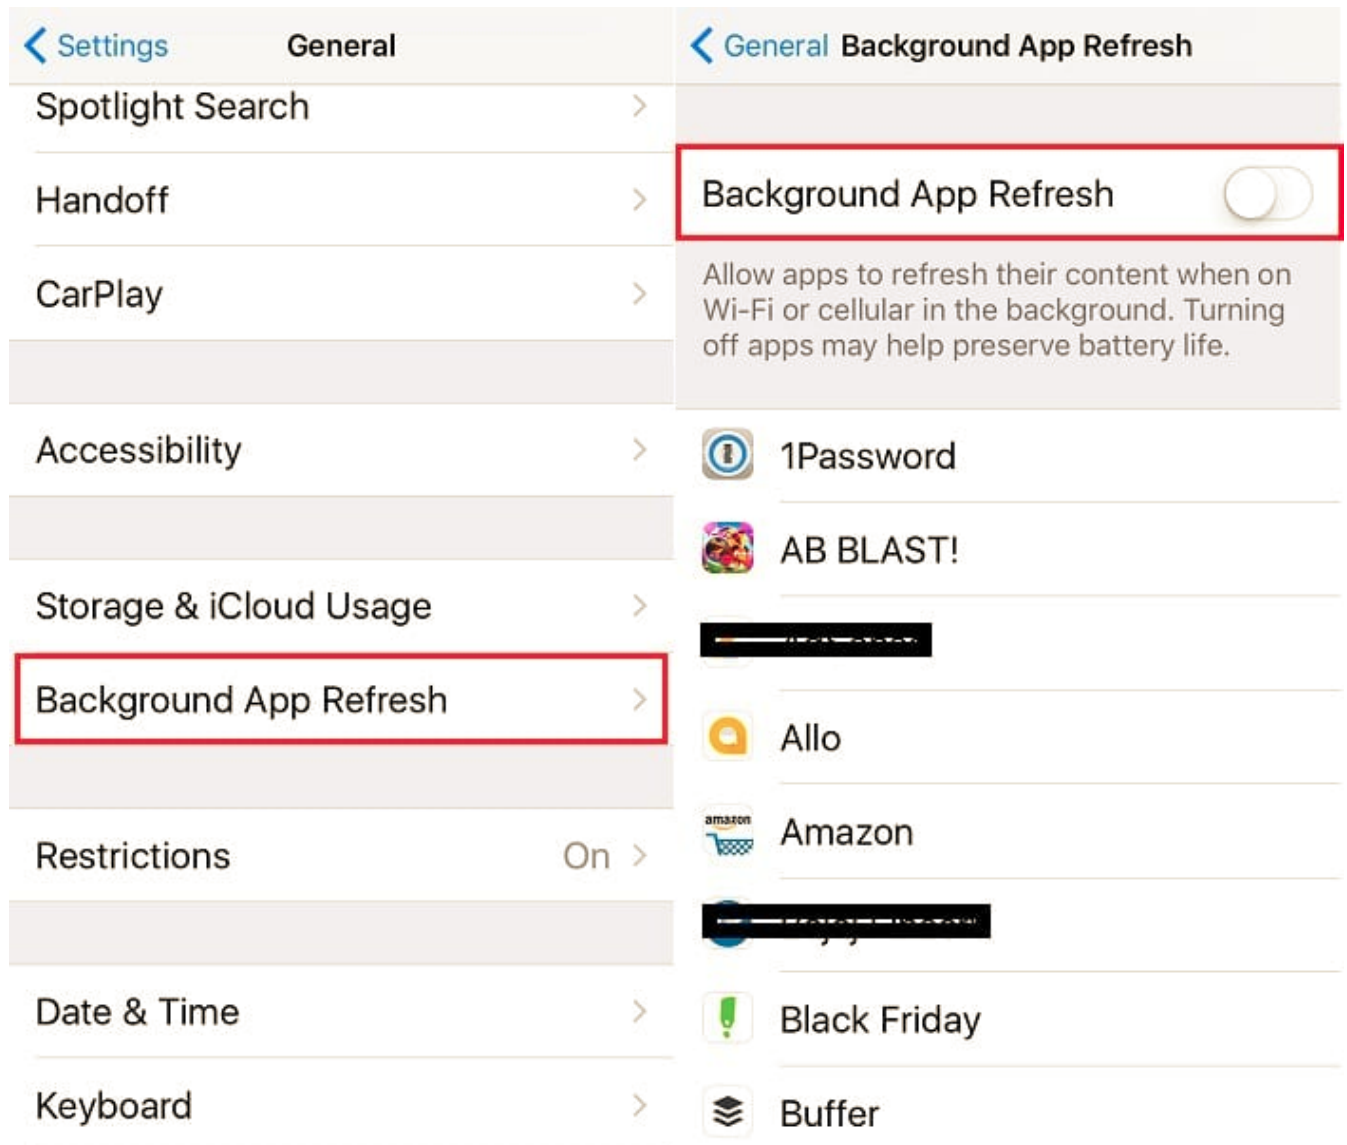 Settings
General
Spotlight Search
Handoff
CarPlay
Accessibility
Storage & iCloud Usage
Background App Refresh
Restrictions
On
Date & Time
Keyboard
General
Background App Refresh
Background App Refresh
Allow apps to refresh their content when on
Wi-Fi or cellular in the background. Turning
off apps may help preserve battery life.
1Password
AB BLAST!
Allo
amazon
Amazon
Black Friday
Buffer